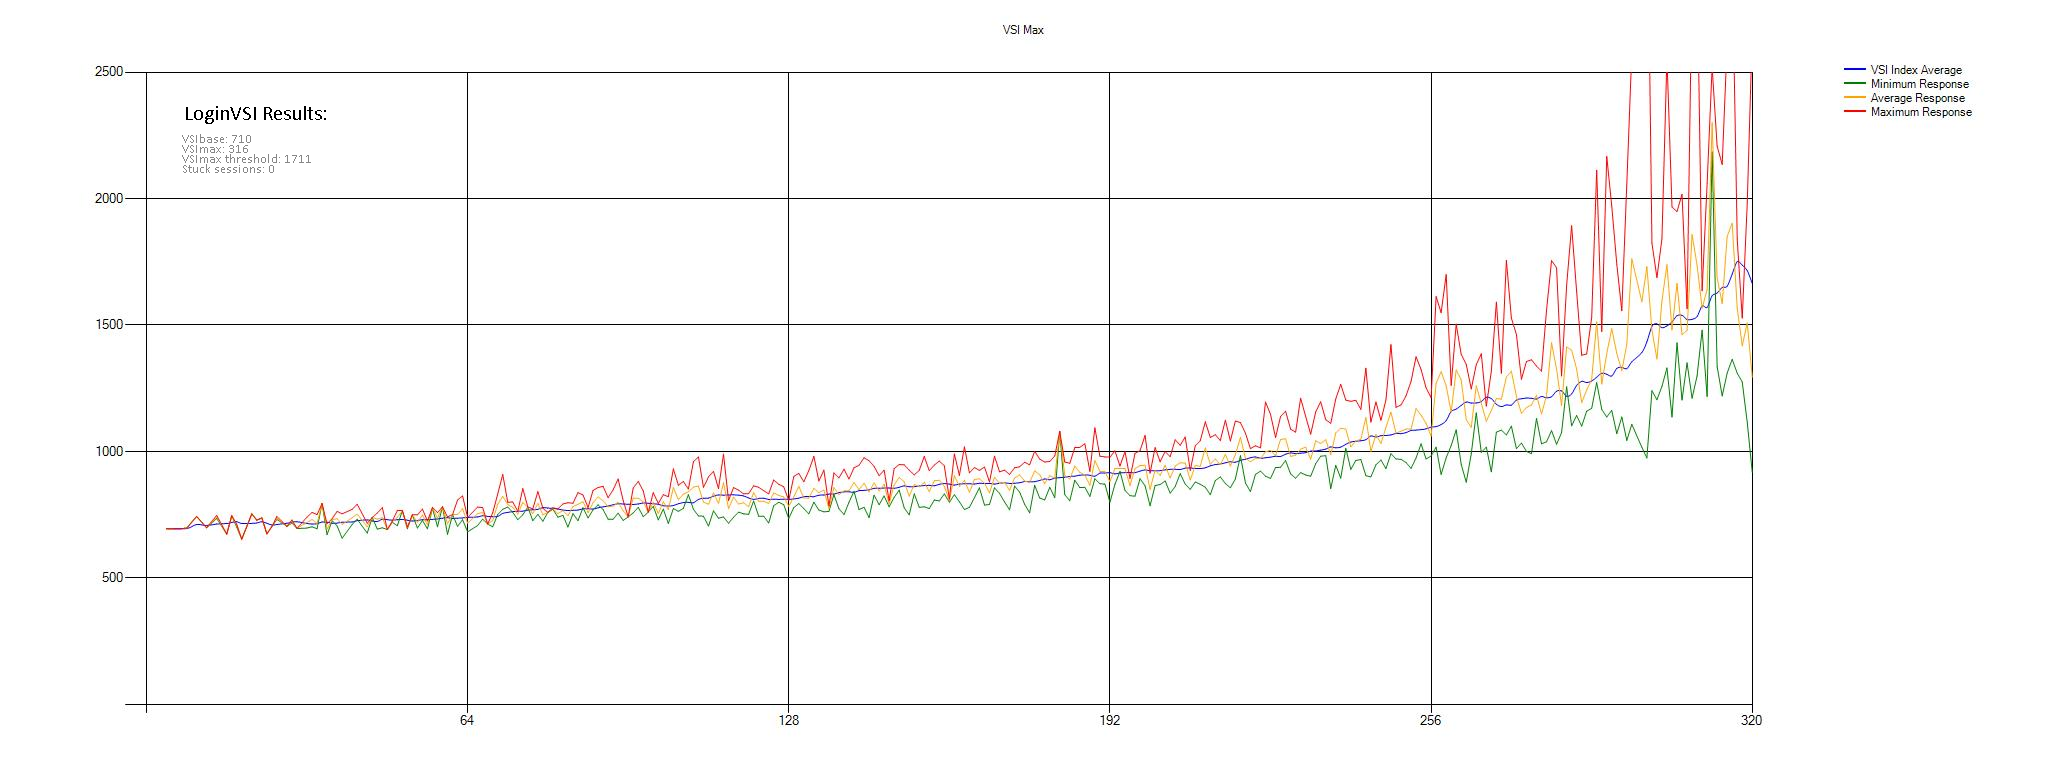 VSI Max
2500
2000
1500
1000
500
LoginVSI Results:
VSIbase: 710
VSImax: 316
VSImax threshold: 1711
Stuck sessions: 0
VSI Index Average
Minimum Response
Average Response
Maximum Response
64
128
192
256
320